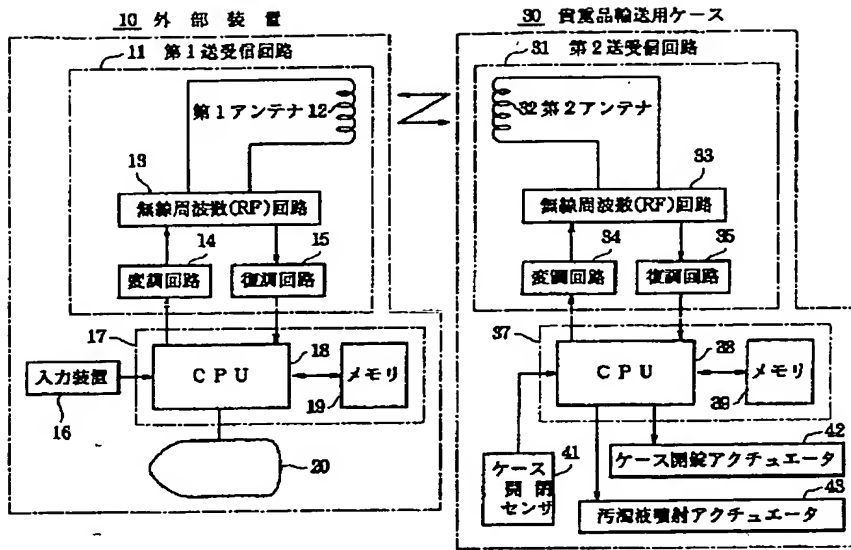 10 外部装置
11 第1送受信回路
第1アンテナ 12
13
無線周波数(RF)回路
14
変調回路
15
復調回路
17
CPU
18
メモリ
19
入力装置
16
20
30 貴重品輸送用ケース
31 第2送受信回路
32 第2アンテナ
33
無線周波数(RF)回路
34
変調回路
35
復調回路
37
CPU
38
メモリ
39
ケース
開閉
センサ
41
42
ケース開錠アクチュエータ
43
汚濁液噴射アクチュエータ